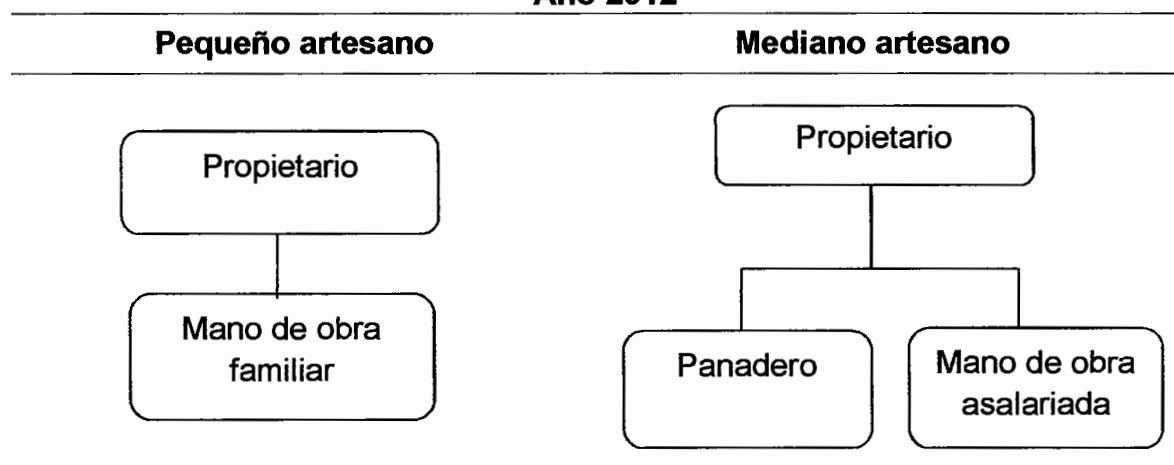 Pequeño artesano
Mediano artesano
Propietario
Mano de obra
familiar
Propietario
Panadero
Mano de obra
asalariada